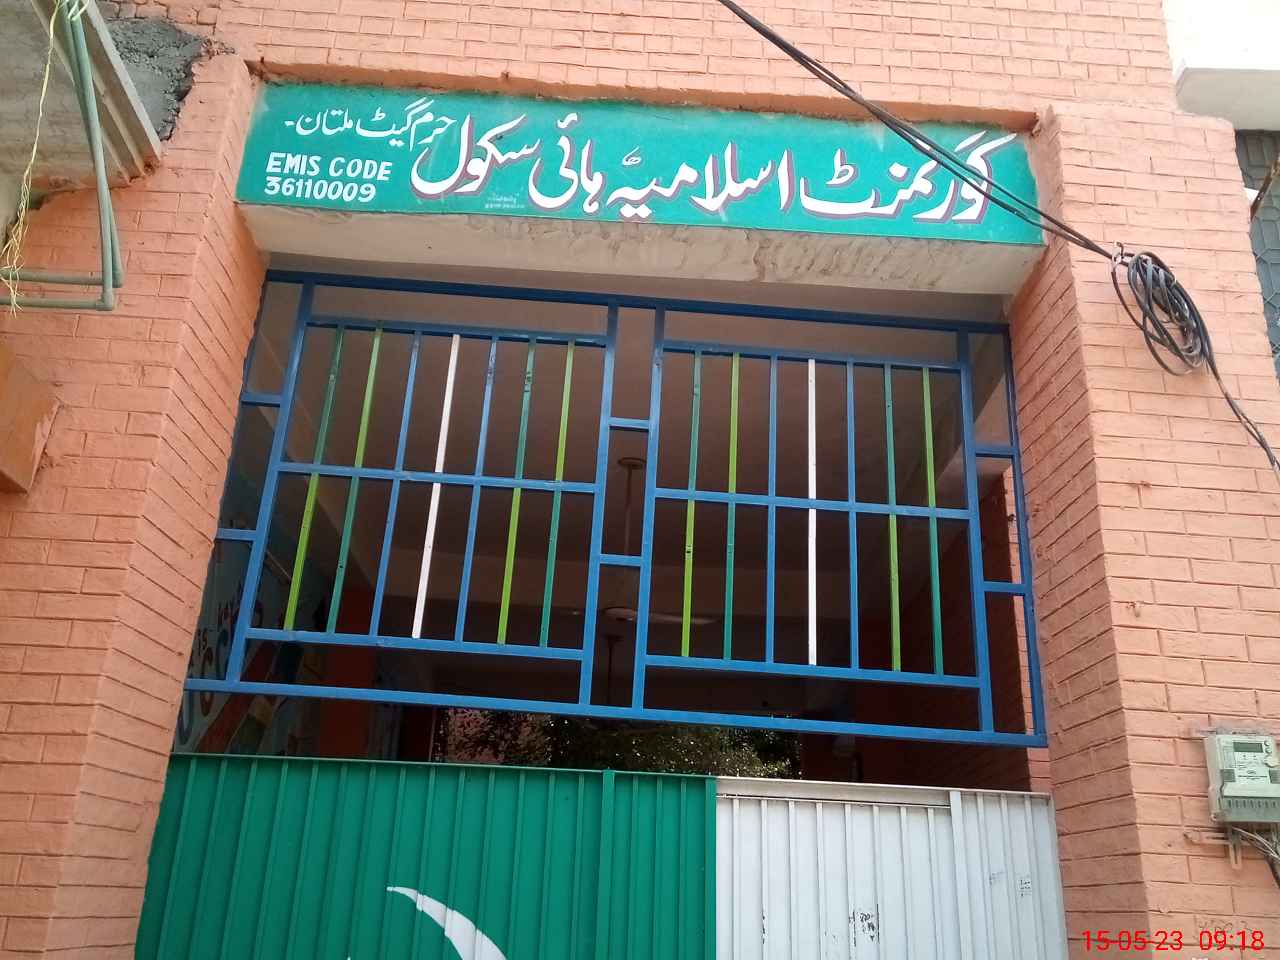 گورنمنٹ اسلامیہ ہائی سکول حرم گیٹ ملتان۔
EMIS CODE
36110009
15-05-23 09:18